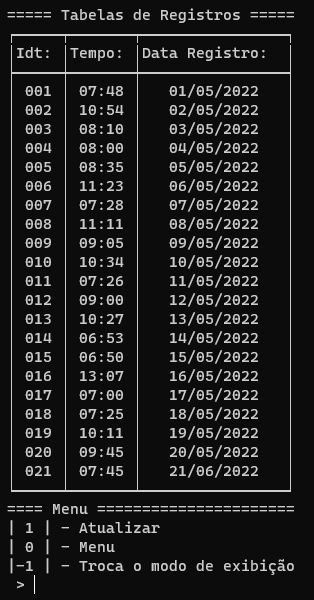 ===== Tabelas de Registros =====
Idt: Tempo: Data Registro:
001 07:48 01/05/2022
002 10:54 02/05/2022
003 08:10 03/05/2022
004 08:00 04/05/2022
005 08:35 05/05/2022
006 11:23 06/05/2022
007 07:28 07/05/2022
008 11:11 08/05/2022
009 09:05 09/05/2022
010 10:34 10/05/2022
011 07:26 11/05/2022
012 09:00 12/05/2022
013 10:27 13/05/2022
014 06:53 14/05/2022
015 06:50 15/05/2022
016 13:07 16/05/2022
017 07:00 17/05/2022
018 07:25 18/05/2022
019 10:11 19/05/2022
020 09:45 20/05/2022
021 07:45 21/06/2022
==== Menu ======================
| 1 | - Atualizar
| 0 | - Menu
|-1 | - Troca o modo de exibição
>